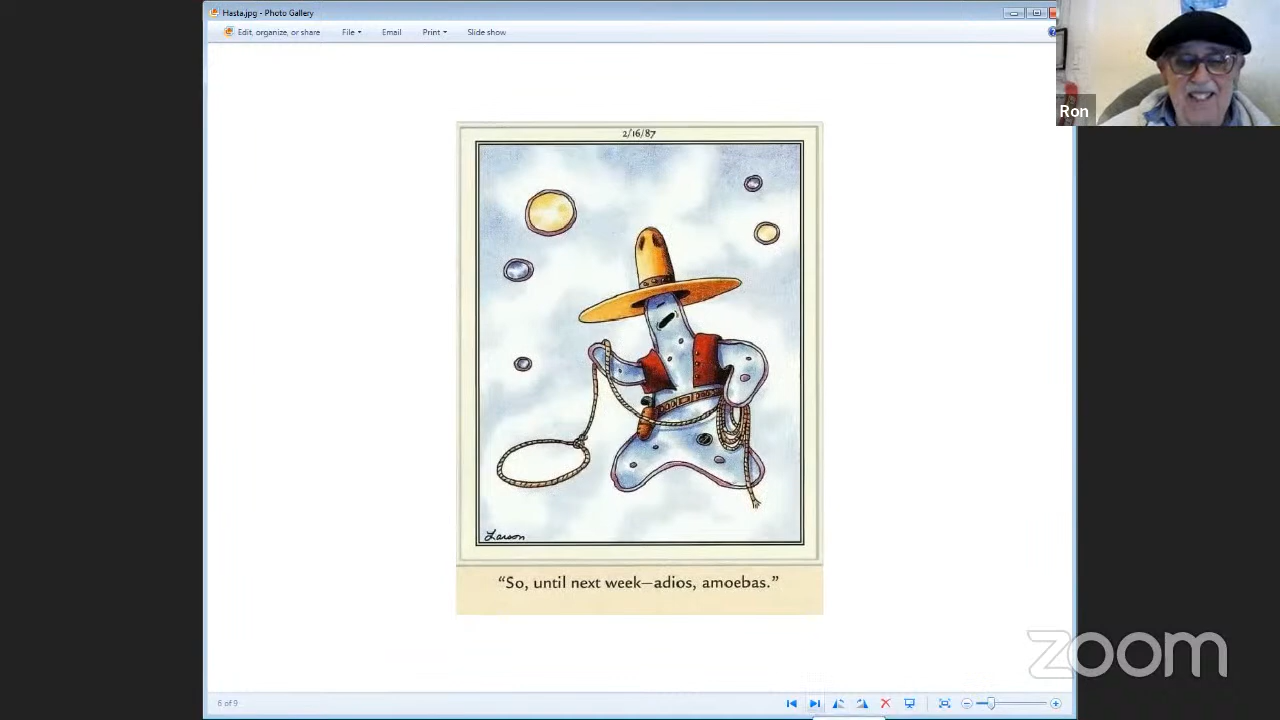 Hasta.jpg - Photo Gallery
Edit, organize, or share File Email Print Slide show
Ron
2/16/87
Larson
“So, until next week—adios, amoebas.”
zoom
6 of 9